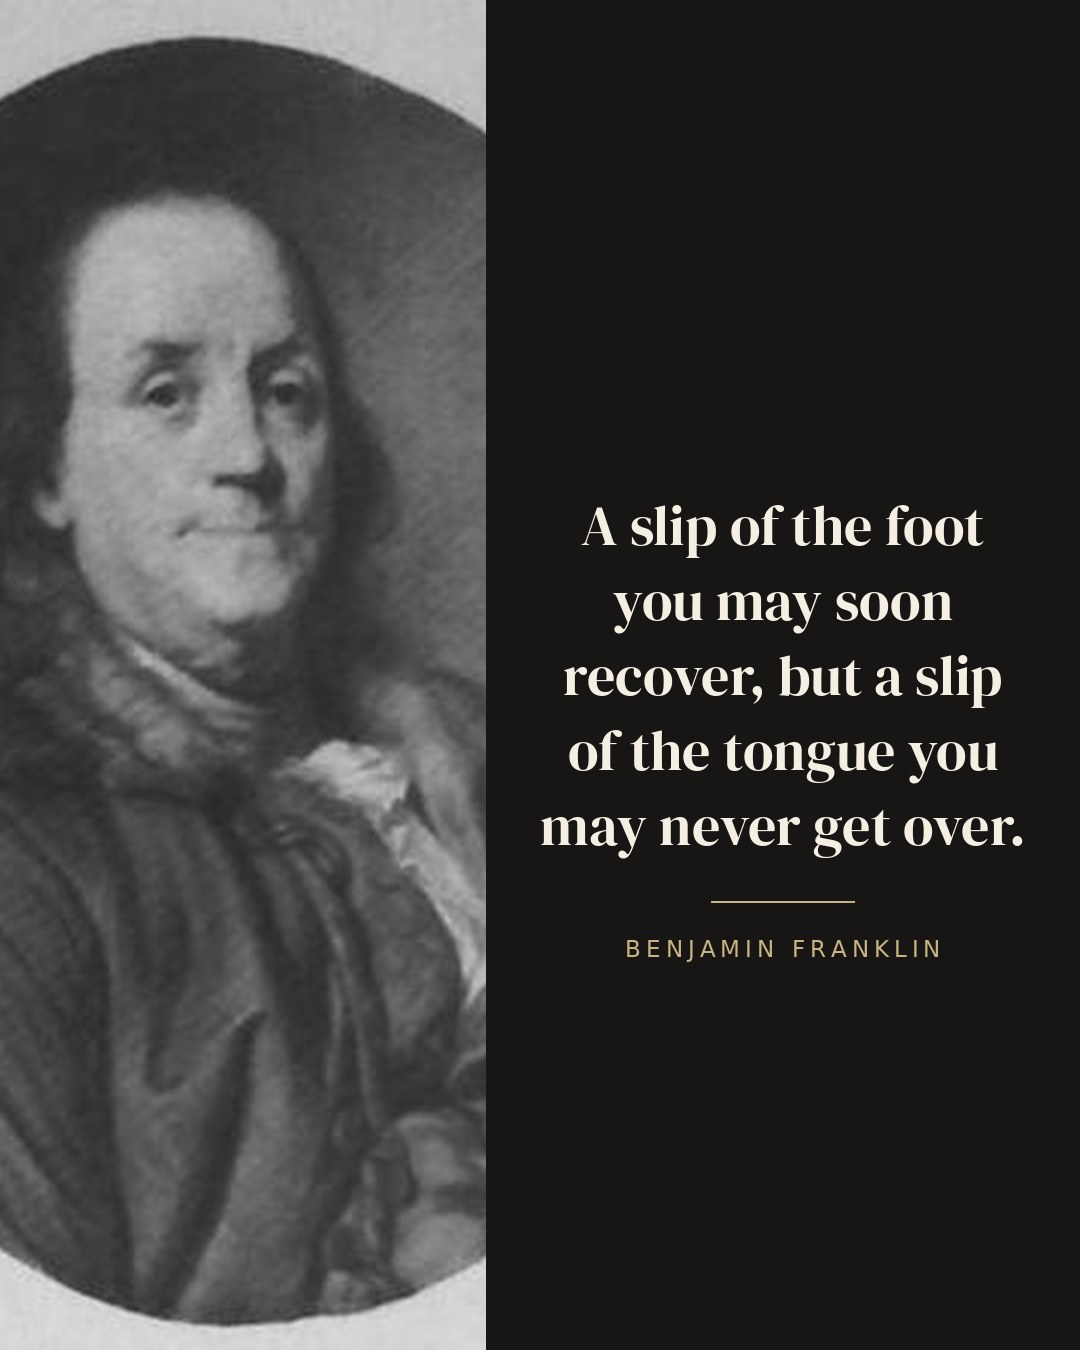 A slip of the foot
you may soon
recover, but a slip
of the tongue you
may never get over.
BENJAMIN FRANKLIN